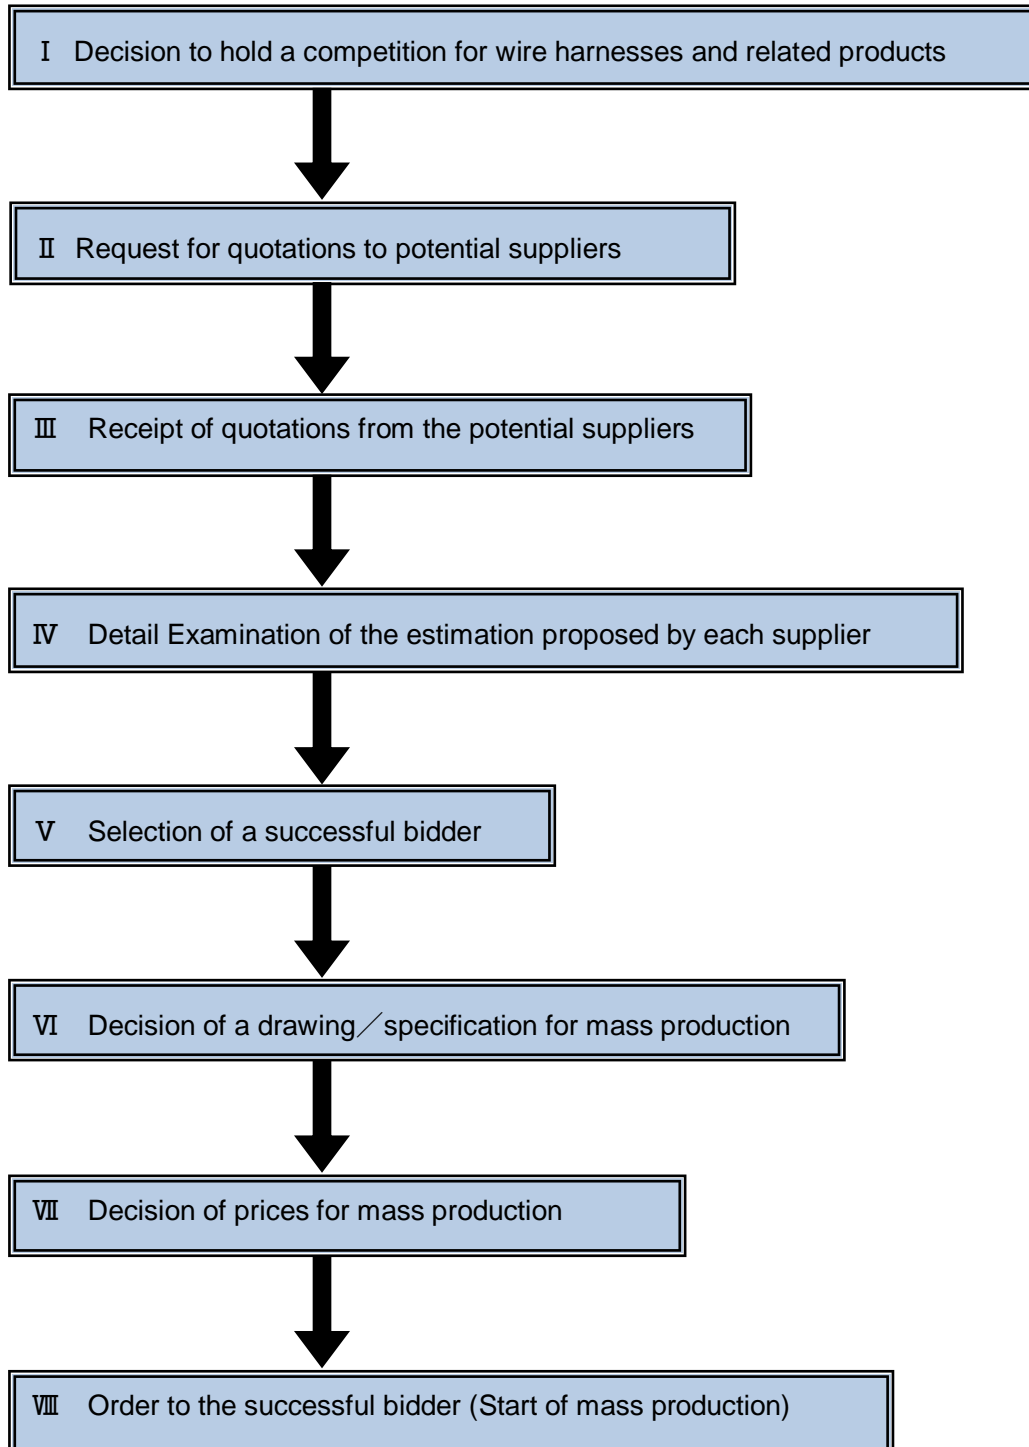 Ⅰ Decision to hold a competition for wire harnesses and related products
Ⅱ Request for quotations to potential suppliers
Ⅲ Receipt of quotations from the potential suppliers
Ⅳ Detail Examination of the estimation proposed by each supplier
Ⅴ Selection of a successful bidder
Ⅵ Decision of a drawing／specification for mass production
Ⅶ Decision of prices for mass production
Ⅷ Order to the successful bidder (Start of mass production)